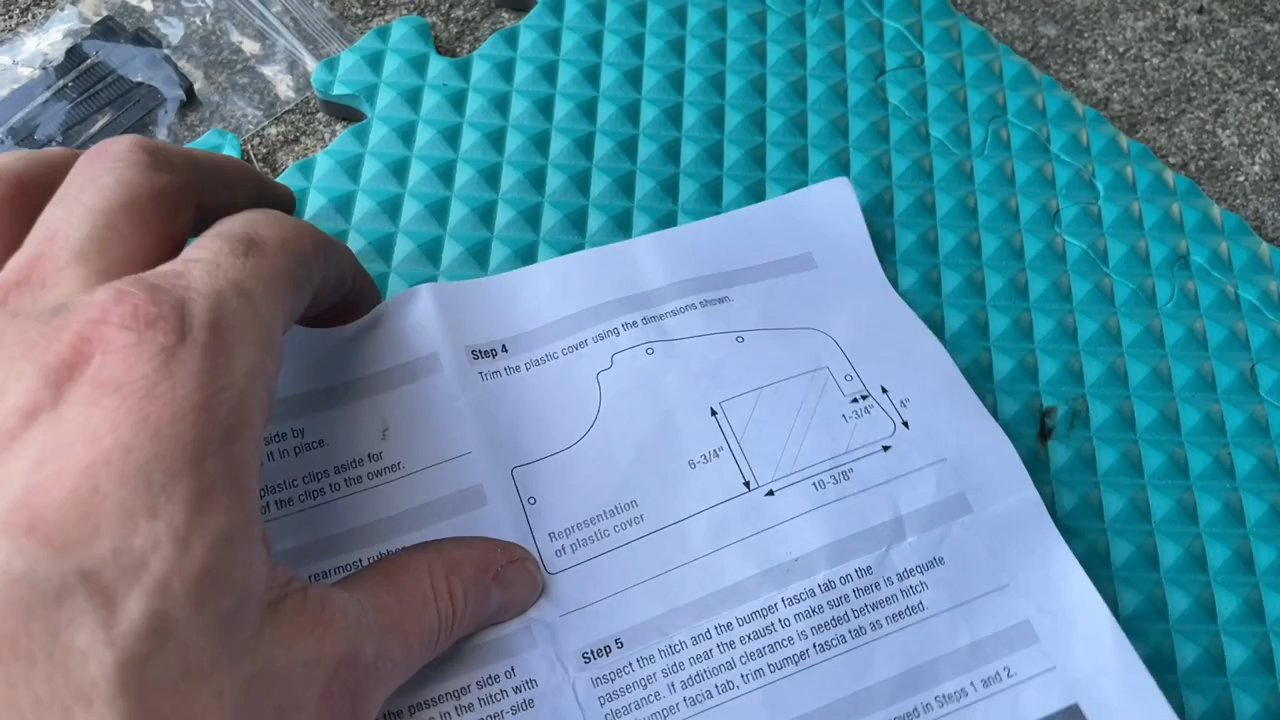 side by
it in place.
plastic clips aside for
of the clips to the owner.
rearmost rubber
the passenger side of
in the hitch with
Step 4
Trim the plastic cover using the dimensions shown.
1-3/4"
4"
6-3/4"
10-3/8"
Representation
of plastic cover
Step 5
Inspect the hitch and the bumper fascia tab on the
passenger side near the exaust to make sure there is adequate
clearance. If additional clearance is needed between hitch
bumper fascia tab, trim bumper fascia tab as needed.
in Steps 1 and 2.